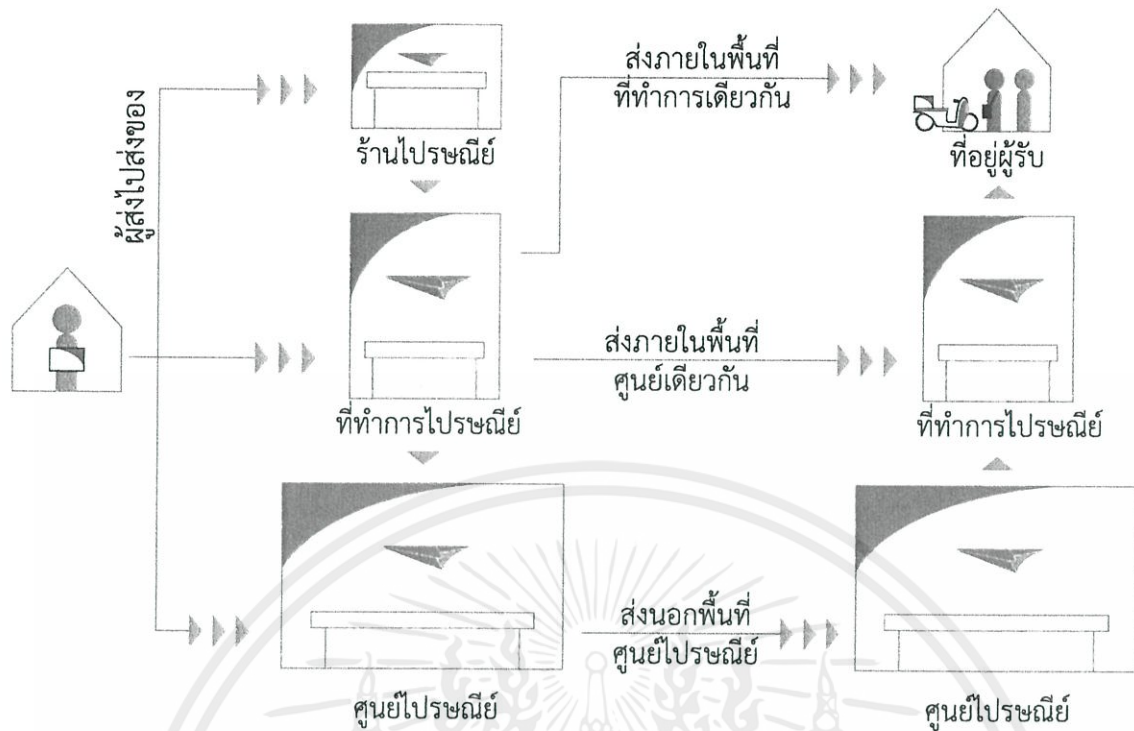 ผู้ส่งไปส่งของ
ร้านไปรษณีย์
ส่งภายในพื้นที่
ที่ทำการเดียวกัน
ที่อยู่ผู้รับ
ที่ทำการไปรษณีย์
ส่งภายในพื้นที่
ศูนย์เดียวกัน
ที่ทำการไปรษณีย์
ศูนย์ไปรษณีย์
ส่งนอกพื้นที่
ศูนย์ไปรษณีย์
ศูนย์ไปรษณีย์